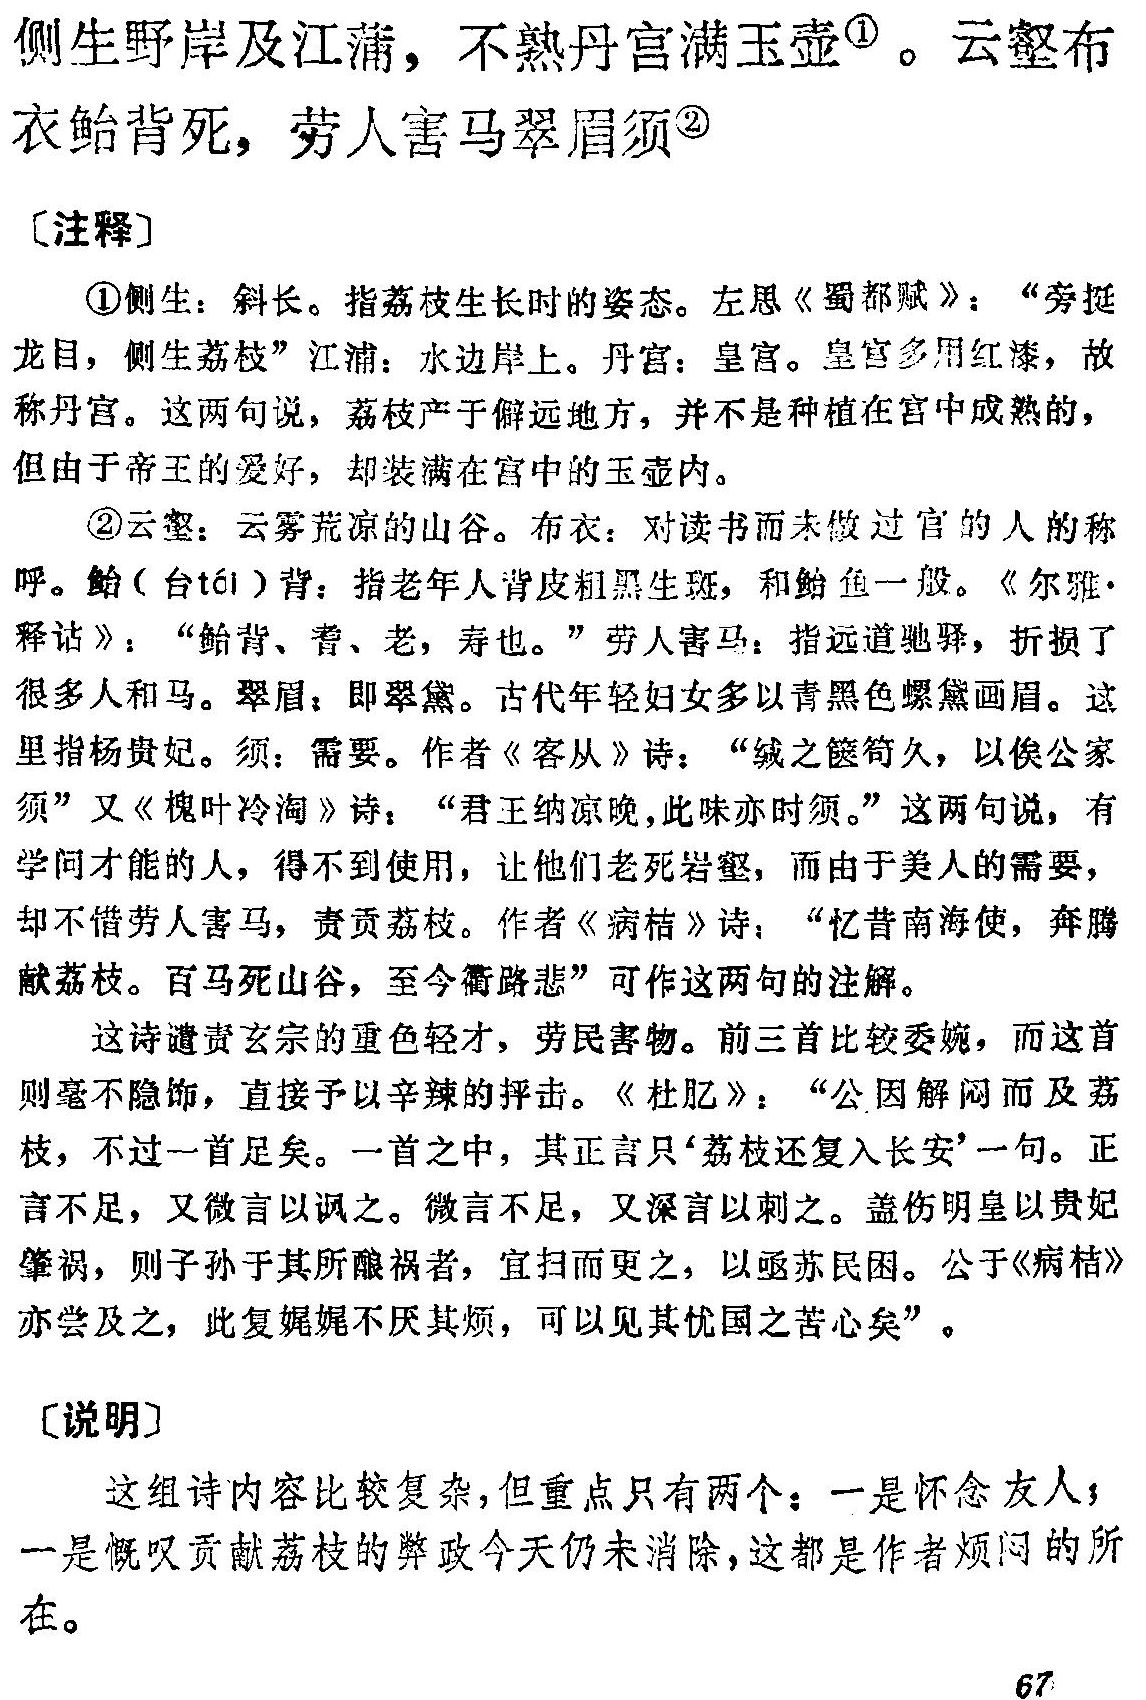 侧生野岸及江蒲，不熟丹宫满玉壶①。云壑布
衣鲐背死，劳人害马翠眉须②
〔注释〕
①侧生：斜长。指荔枝生长时的姿态。左思《蜀都赋》：“旁挺
龙目，侧生荔枝”江浦：水边岸上。丹宫：皇宫。皇宫多用红漆，故
称丹宫。这两句说，荔枝产于僻远地方，并不是种植在宫中成熟的，
但由于帝王的爱好，却装满在宫中的玉壶内。
②云壑：云雾荒凉的山谷。布衣：对读书而未做过官的人的称
呼。鲐（台tái）背：指老年人背皮粗黑生斑，和鲐鱼一般。《尔雅·
释诂》：“鲐背、耇、老，寿也。”劳人害马：指远道驰驿，折损了
很多人和马。翠眉：即翠黛。古代年轻妇女多以青黑色螺黛画眉。这
里指杨贵妃。须：需要。作者《客从》诗：“缄之箧笥久，以俟公家
须”又《槐叶冷淘》诗：“君王纳凉晚，此味亦时须。”这两句说，有
学问才能的人，得不到使用，让他们老死岩壑，而由于美人的需要，
却不惜劳人害马，责贡荔枝。作者《病桔》诗：“忆昔南海使，奔腾
献荔枝。百马死山谷，至今耆旧悲”可作这两句的注解。
这诗谴责玄宗的重色轻才，劳民害物。前三首比较委婉，而这首
则毫不隐饰，直接予以辛辣的抨击。《杜肊》：“公因解闷而及荔
枝，不过一首足矣。一首之中，其正言只‘荔枝还复入长安’一句。正
言不足，又微言以讽之。微言不足，又深言以刺之。盖伤明皇以贵妃
肇祸，则子孙于其所酿祸者，宜扫而更之，以亟苏民困。公于《病桔》
亦尝及之，此复娓娓不厌其烦，可以见其忧国之苦心矣”。
〔说明〕
这组诗内容比较复杂，但重点只有两个：一是怀念友人；
一是慨叹贡献荔枝的弊政今天仍未消除，这都是作者烦闷的所
在。
67